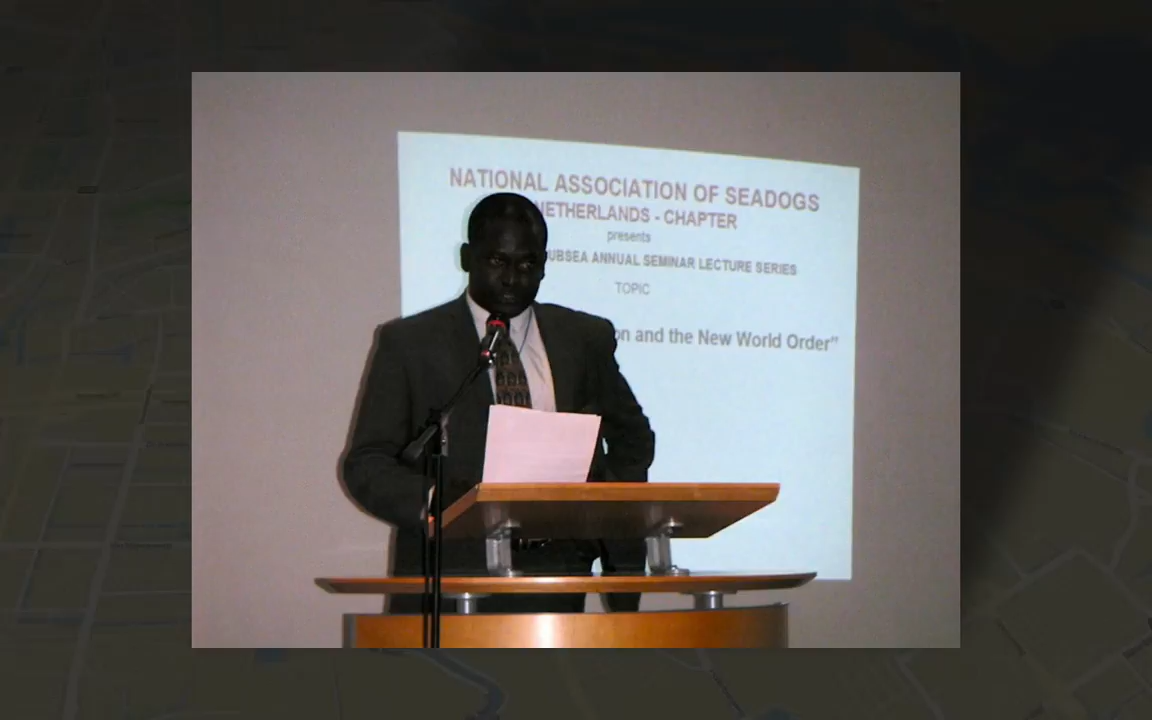 NATIONAL ASSOCIATION OF SEADOGS
NETHERLANDS - CHAPTER
presents
UBSEA ANNUAL SEMINAR LECTURE SERIES
TOPIC
on and the New World Order”